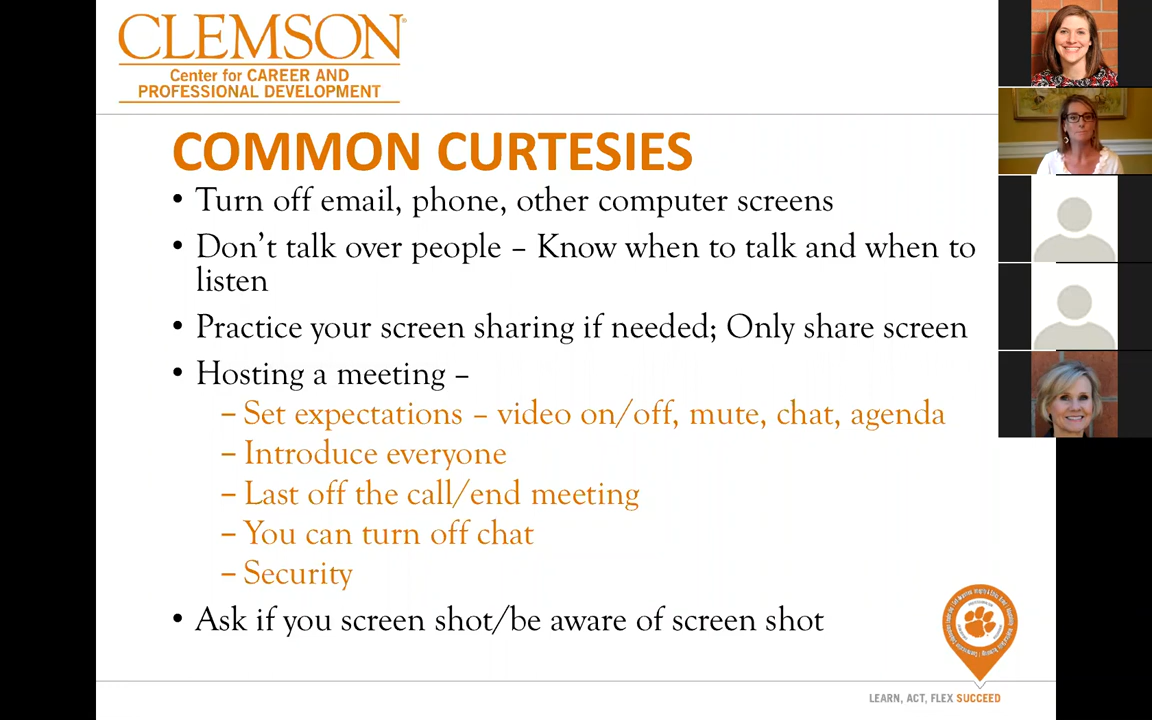 CLEMSON®
Center for CAREER AND
PROFESSIONAL DEVELOPMENT
COMMON CURTESIES
• Turn off email, phone, other computer screens
• Don’t talk over people – Know when to talk and when to
listen
• Practice your screen sharing if needed; Only share screen
• Hosting a meeting –
– Set expectations – video on/off, mute, chat, agenda
– Introduce everyone
– Last off the call/end meeting
– You can turn off chat
– Security
• Ask if you screen shot/be aware of screen shot
LEARN, ACT, FLEX SUCCEED